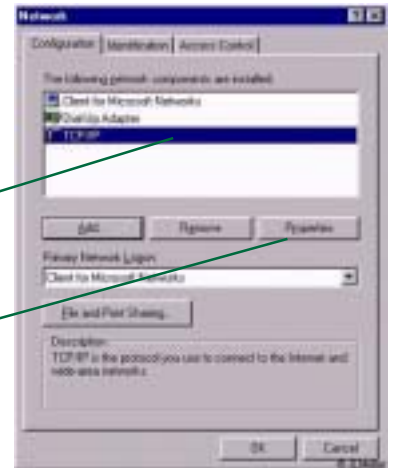 Network
Configuration Identification Access Control
The following network components are installed:
Client for Microsoft Networks
Dial-Up Adapter
TCP/IP
Add... Remove Properties
Primary Network Logon:
Client for Microsoft Networks
File and Print Sharing...
Description
TCP/IP is the protocol you use to connect to the Internet and
wide-area networks.
OK Cancel